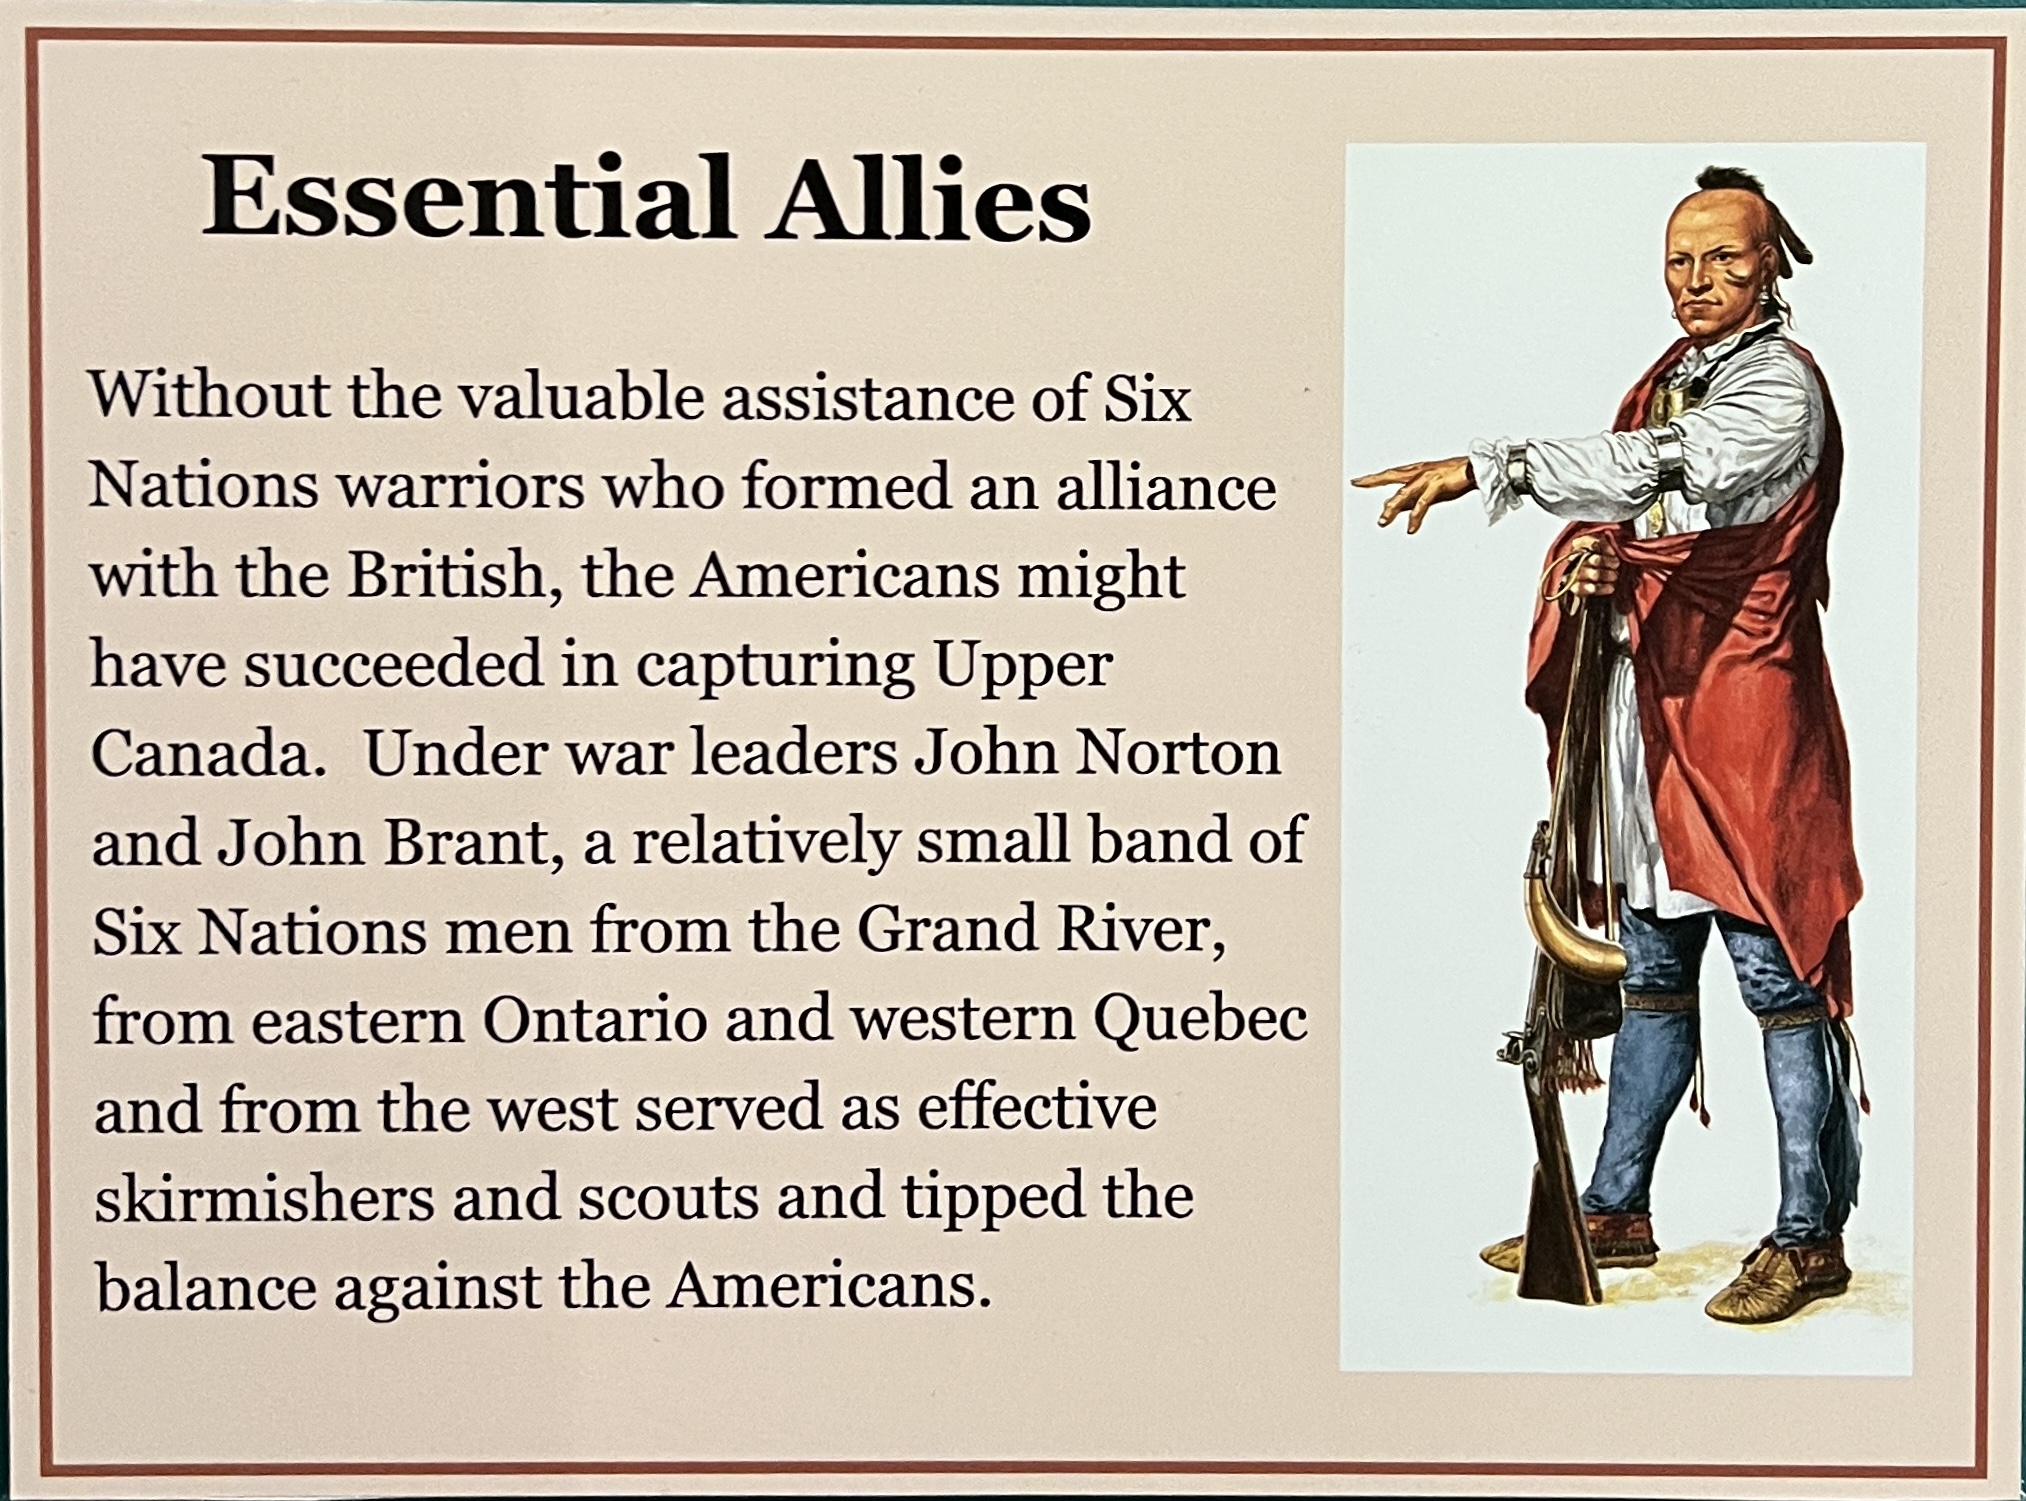 Essential Allies
Without the valuable assistance of Six
Nations warriors who formed an alliance
with the British, the Americans might
have succeeded in capturing Upper
Canada.  Under war leaders John Norton
and John Brant, a relatively small band of
Six Nations men from the Grand River,
from eastern Ontario and western Quebec
and from the west served as effective
skirmishers and scouts and tipped the
balance against the Americans.